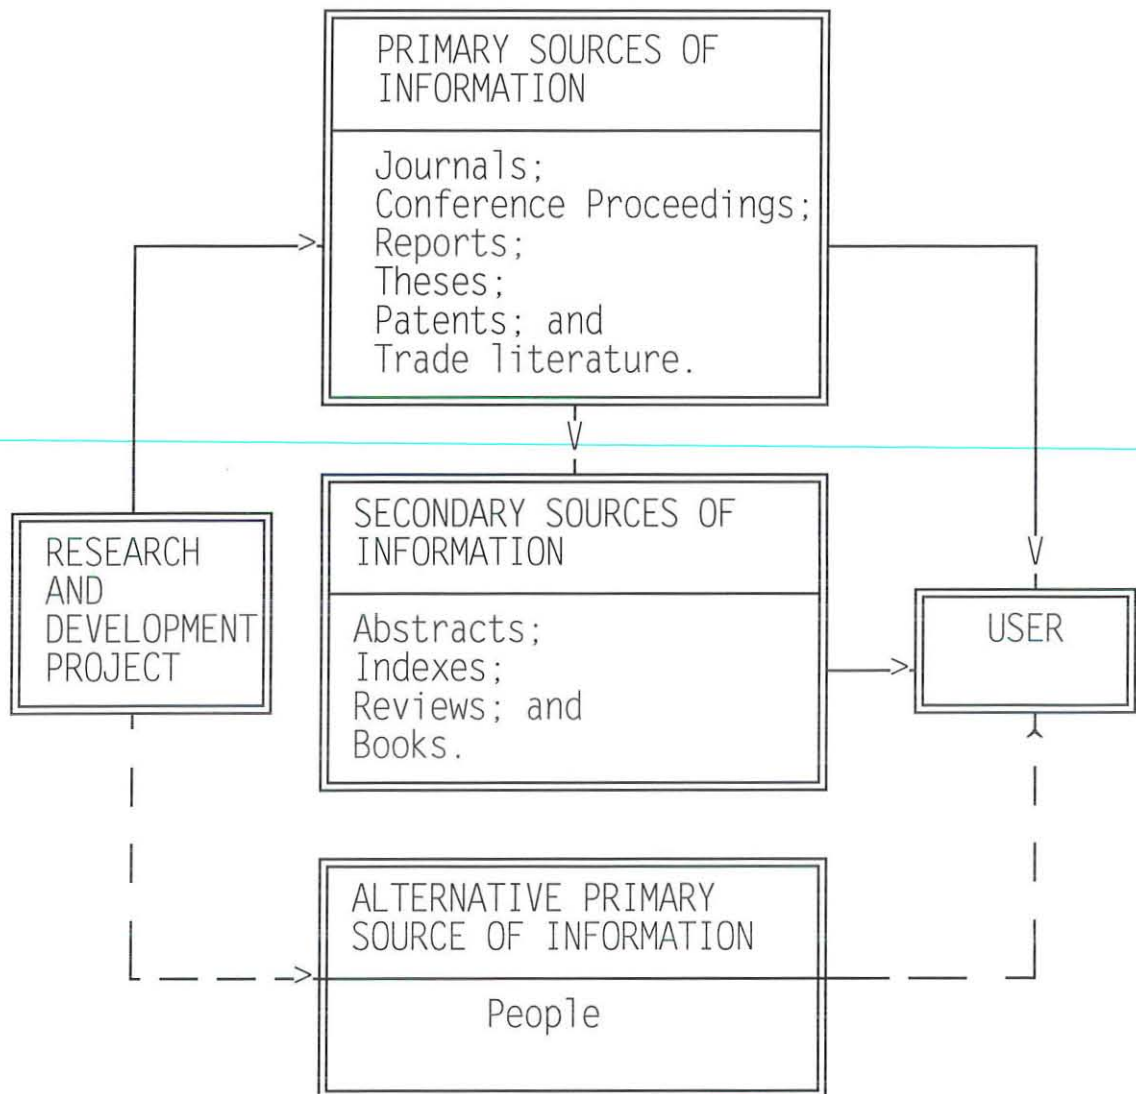 PRIMARY SOURCES OF
INFORMATION
Journals;
Conference Proceedings;
Reports;
Theses;
Patents; and
Trade literature.
SECONDARY SOURCES OF
INFORMATION
Abstracts;
Indexes;
Reviews; and
Books.
RESEARCH
AND
DEVELOPMENT
PROJECT
USER
ALTERNATIVE PRIMARY
SOURCE OF INFORMATION
People